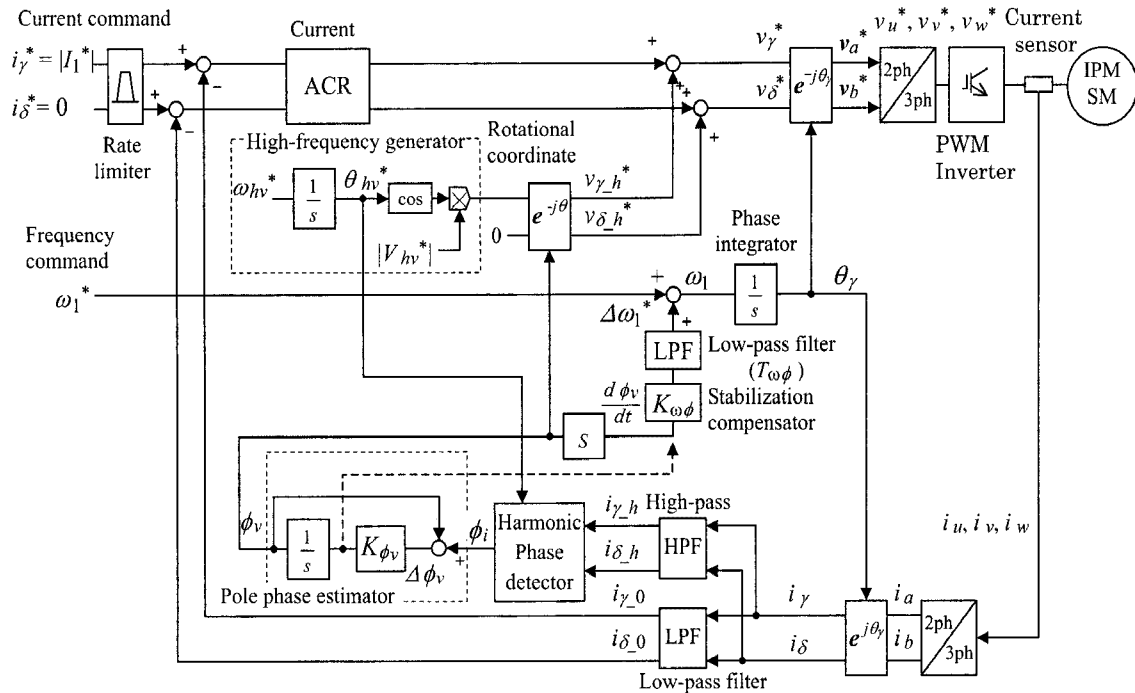 Current command
i_γ* = |I_1*|
i_δ* = 0
Rate
limiter
Current
ACR
v_γ*
v_δ*
e^{-jθ_γ}
v_u*, v_v*, v_w*
v_a*
v_b*
2ph
3ph
PWM
Inverter
Current
sensor
IPM
SM
High-frequency generator
ω_hv*
1
s
θ_hv*
cos
|V_hv*|
Rotational
coordinate
0
e^{-jθ}
v_γ_h*
v_δ_h*
Frequency
command
ω_1*
Δω_1*
ω_1
Phase
integrator
1
s
θ_γ
LPF
Low-pass filter
(T_ωϕ)
K_ωϕ
Stabilization
compensator
dϕ_v
dt
S
ϕ_v
1
s
K_ϕv
Δϕ_v
ϕ_i
Pole phase estimator
Harmonic
Phase
detector
i_γ_h
i_δ_h
High-pass
HPF
i_γ_0
i_δ_0
LPF
Low-pass filter
i_γ
i_δ
e^{jθ_γ}
i_a
i_b
2ph
3ph
i_u, i_v, i_w
+
−
+
−
+
+
+
+
+
+
+